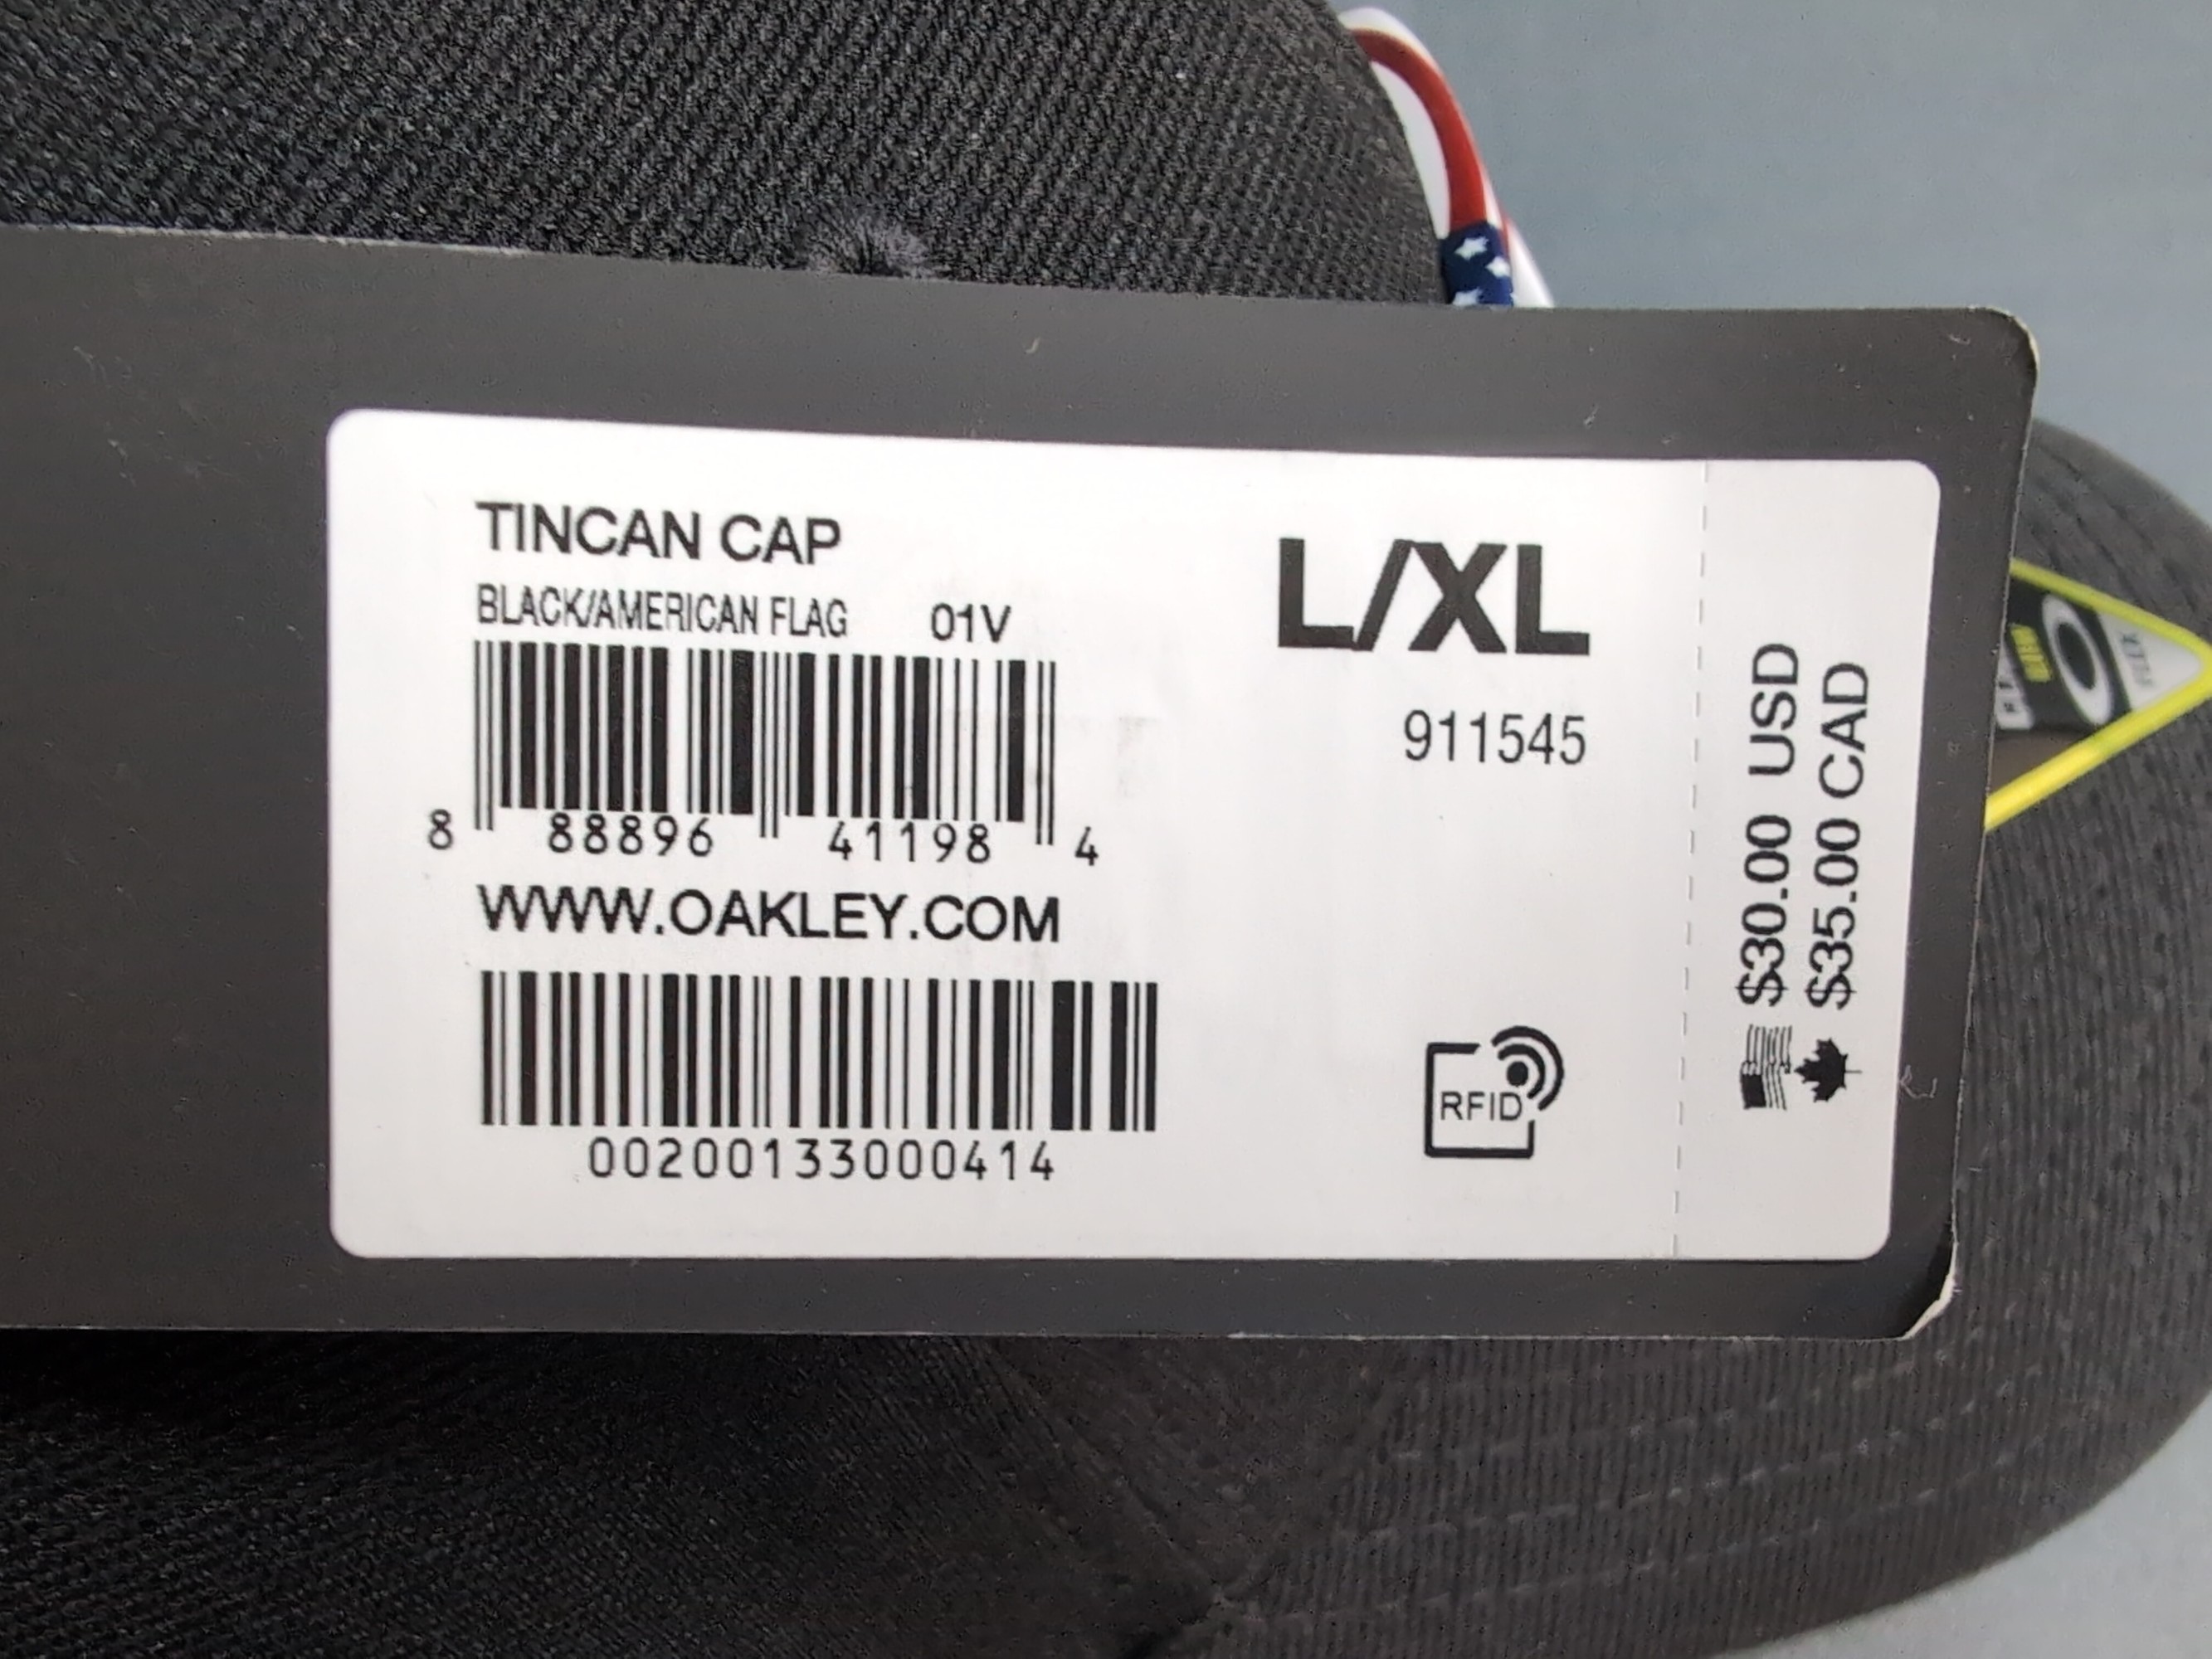 TINCAN CAP
BLACK/AMERICAN FLAG 01V
L/XL
911545
8 88896 41198 4
WWW.OAKLEY.COM
00200133000414
RFID
$30.00 USD
$35.00 CAD
FLEX